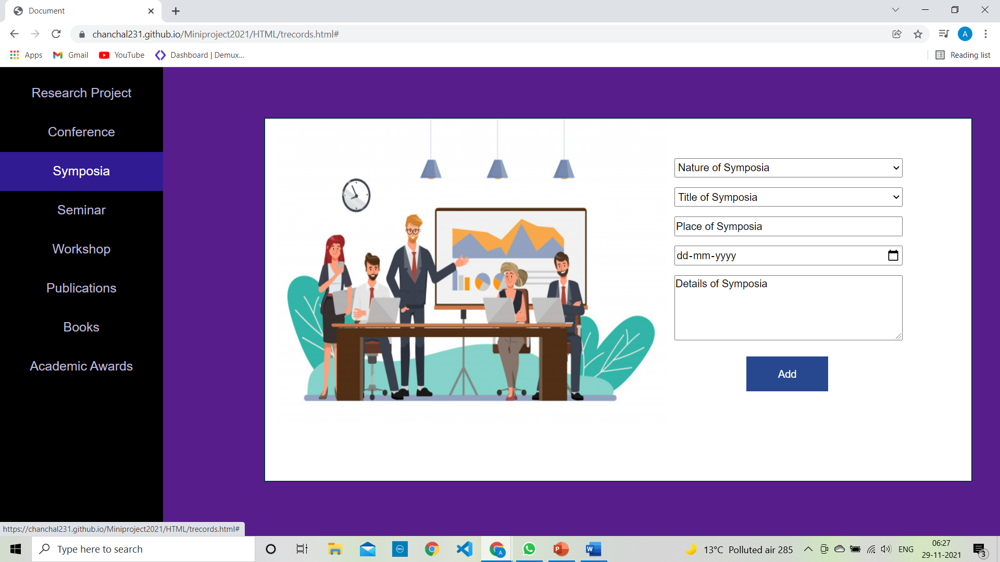 Document
chanchal231.github.io/Miniproject2021/HTML/trecords.html#
Apps
Gmail
YouTube
Dashboard | Demux...
Reading list
A
Research Project
Conference
Symposia
Seminar
Workshop
Publications
Books
Academic Awards
Nature of Symposia
Title of Symposia
Place of Symposia
dd-mm-yyyy
Details of Symposia
Add
https://chanchal231.github.io/Miniproject2021/HTML/trecords.html#
Type here to search
DELL
A
P
W
13°C Polluted air 285
ENG
06:27
29-11-2021
3